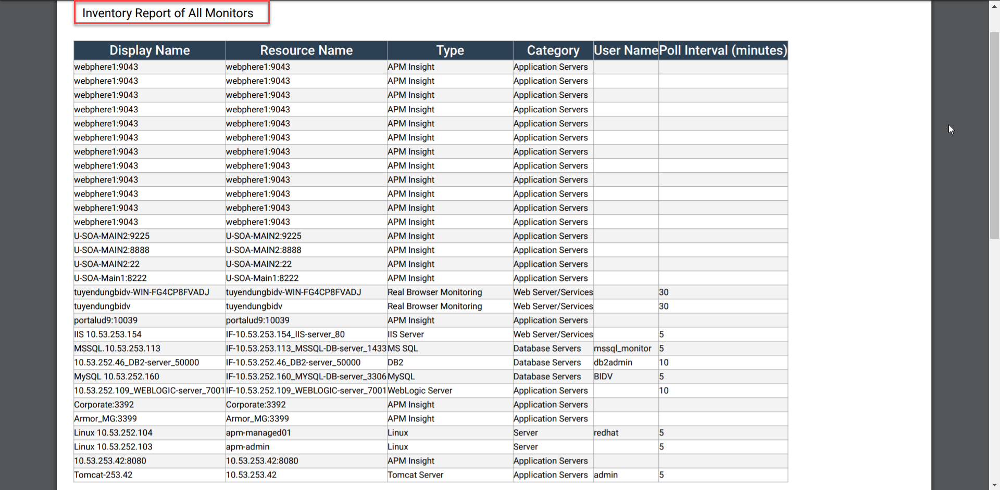 Inventory Report of All Monitors
Display Name Resource Name Type Category User Name Poll Interval (minutes)
webphere1:9043 webphere1:9043 APM Insight Application Servers
webphere1:9043 webphere1:9043 APM Insight Application Servers
webphere1:9043 webphere1:9043 APM Insight Application Servers
webphere1:9043 webphere1:9043 APM Insight Application Servers
webphere1:9043 webphere1:9043 APM Insight Application Servers
webphere1:9043 webphere1:9043 APM Insight Application Servers
webphere1:9043 webphere1:9043 APM Insight Application Servers
webphere1:9043 webphere1:9043 APM Insight Application Servers
webphere1:9043 webphere1:9043 APM Insight Application Servers
webphere1:9043 webphere1:9043 APM Insight Application Servers
webphere1:9043 webphere1:9043 APM Insight Application Servers
webphere1:9043 webphere1:9043 APM Insight Application Servers
U-SOA-MAIN2:9225 U-SOA-MAIN2:9225 APM Insight Application Servers
U-SOA-MAIN2:8888 U-SOA-MAIN2:8888 APM Insight Application Servers
U-SOA-MAIN2:22 U-SOA-MAIN2:22 APM Insight Application Servers
U-SOA-Main1:8222 U-SOA-Main1:8222 APM Insight Application Servers
tuyendungbidv-WIN-FG4CP8FVADJ tuyendungbidv-WIN-FG4CP8FVADJ Real Browser Monitoring Web Server/Services 30
tuyendungbidv tuyendungbidv Real Browser Monitoring Web Server/Services 30
portalud9:10039 portalud9:10039 APM Insight Application Servers
IIS 10.53.253.154 IF-10.53.253.154_IIS-server_80 IIS Server Web Server/Services 5
MSSQL.10.53.253.113 IF-10.53.253.113_MSSQL-DB-server_1433 MS SQL Database Servers mssql_monitor 5
10.53.252.46_DB2-server_50000 IF-10.53.252.46_DB2-server_50000 DB2 Database Servers db2admin 10
MySQL 10.53.252.160 IF-10.53.252.160_MYSQL-DB-server_3306 MySQL Database Servers BIDV 5
10.53.252.109_WEBLOGIC-server_7001 IF-10.53.252.109_WEBLOGIC-server_7001 WebLogic Server Application Servers 10
Corporate:3392 Corporate:3392 APM Insight Application Servers
Armor_MG:3399 Armor_MG:3399 APM Insight Application Servers
Linux 10.53.252.104 apm-managed01 Linux Server redhat 5
Linux 10.53.252.103 apm-admin Linux Server 5
10.53.253.42:8080 10.53.253.42:8080 APM Insight Application Servers
Tomcat-253.42 10.53.253.42 Tomcat Server Application Servers admin 5